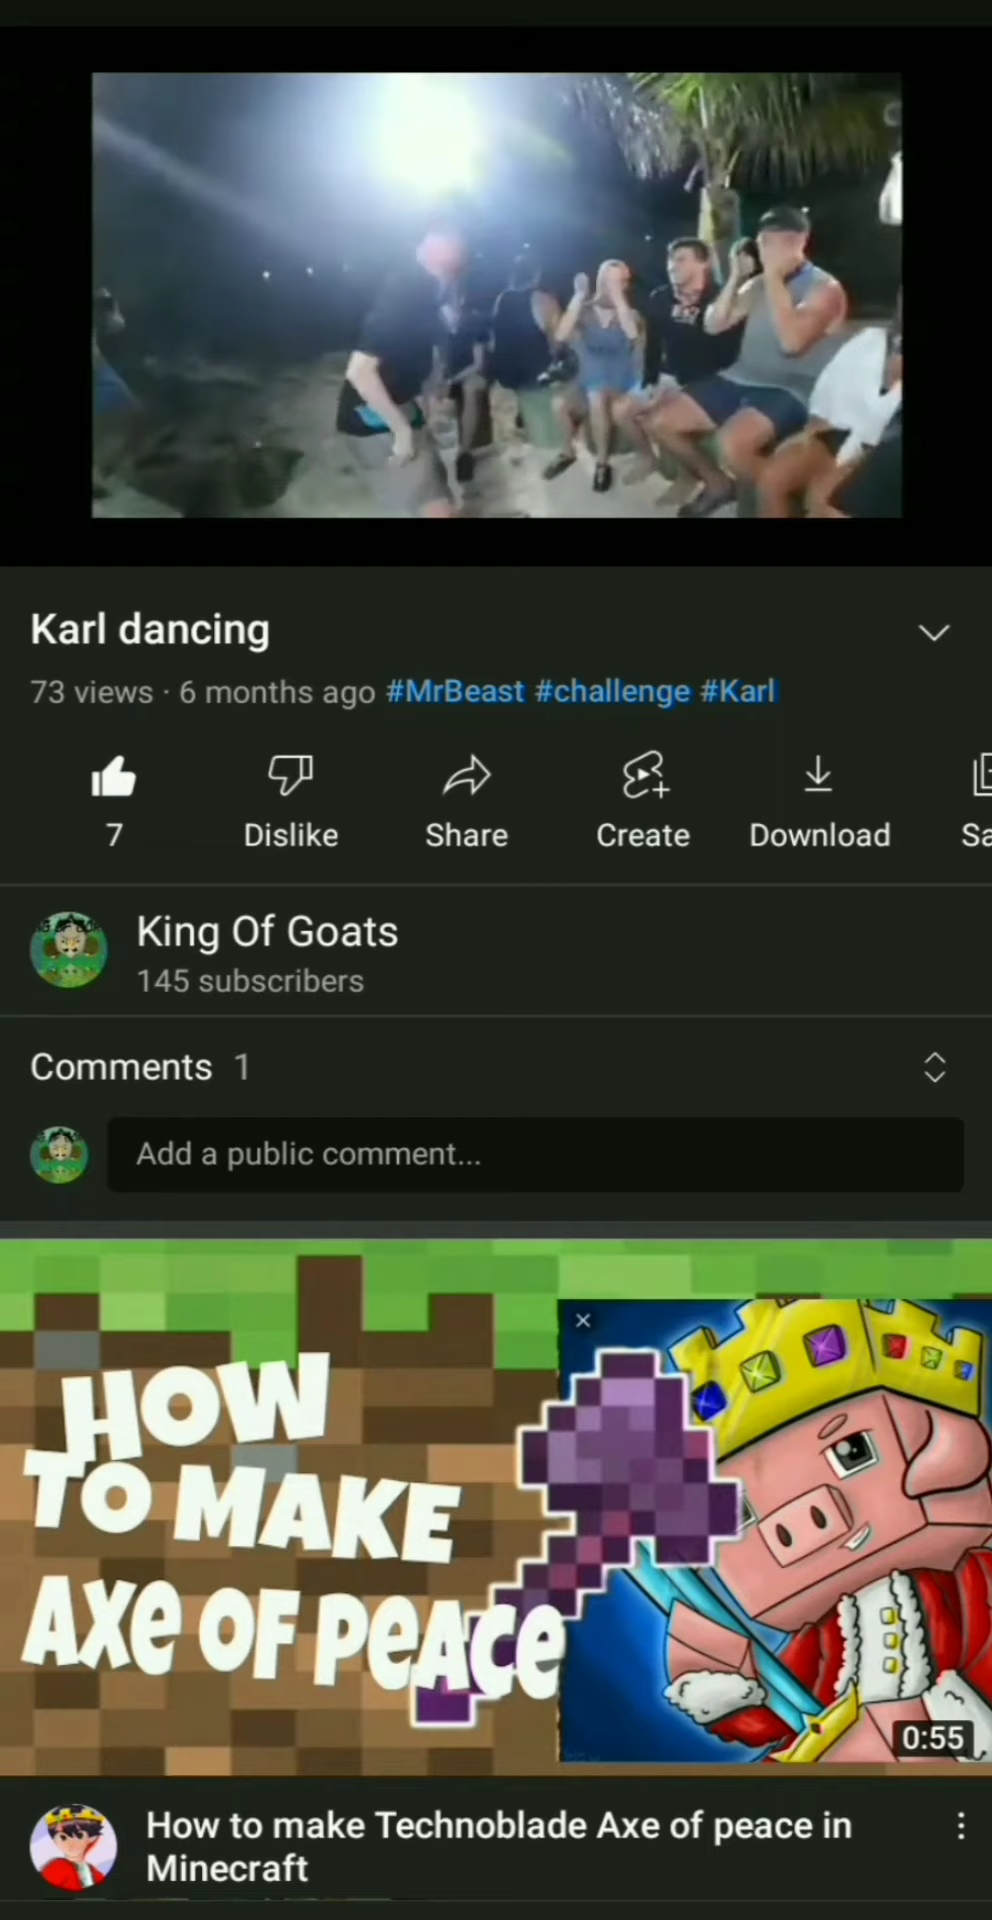 Karl dancing
73 views · 6 months ago #MrBeast #challenge #Karl
7 Dislike Share Create Download Sa
King Of Goats
145 subscribers
Comments 1
Add a public comment...
HOW
TO MAKE
AXe OF PeACe
0:55
How to make Technoblade Axe of peace in
Minecraft